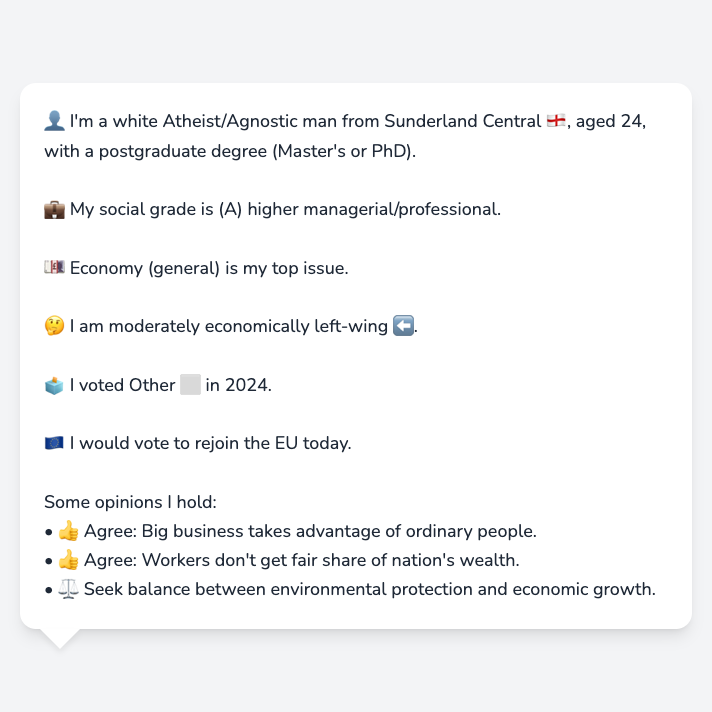 👤 I'm a white Atheist/Agnostic man from Sunderland Central 🏴󠁧󠁢󠁥󠁮󠁧󠁿, aged 24,
with a postgraduate degree (Master's or PhD).
💼 My social grade is (A) higher managerial/professional.
💷 Economy (general) is my top issue.
🤔 I am moderately economically left-wing ⬅️.
🗳️ I voted Other ⬜ in 2024.
🇪🇺 I would vote to rejoin the EU today.
Some opinions I hold:
• 👍 Agree: Big business takes advantage of ordinary people.
• 👍 Agree: Workers don't get fair share of nation's wealth.
• ⚖️ Seek balance between environmental protection and economic growth.